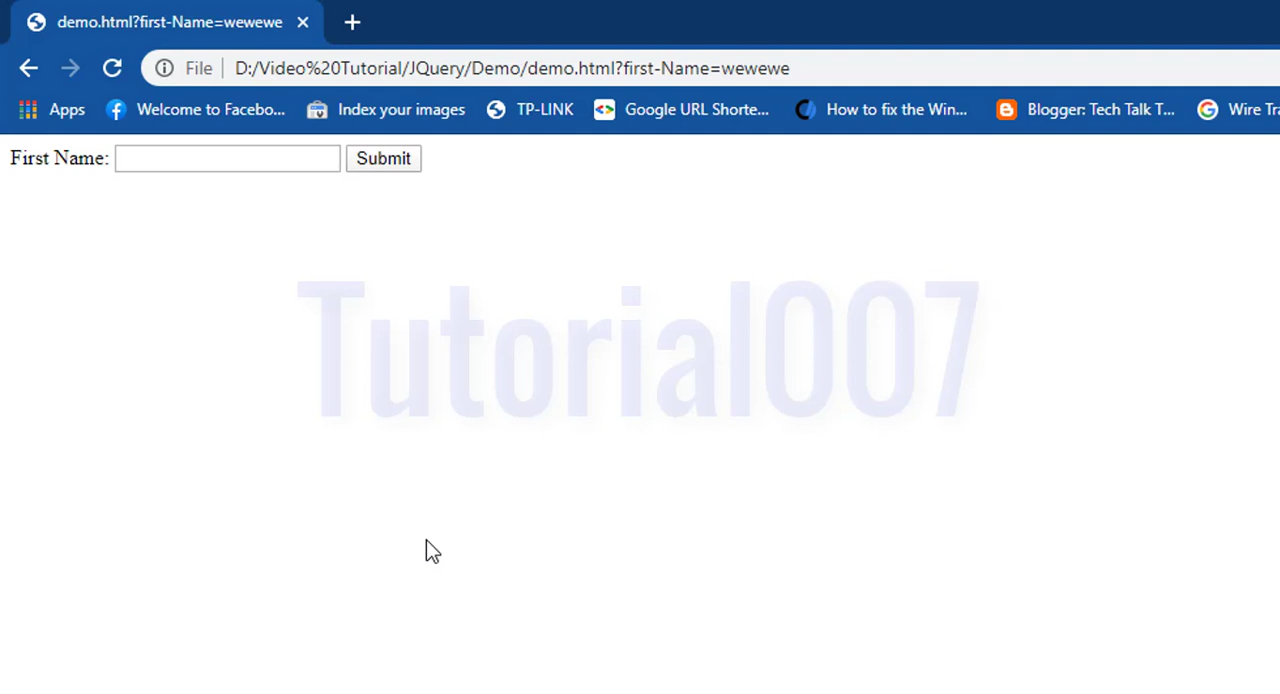 demo.html?first-Name=wewewe
File D:/Video%20Tutorial/JQuery/Demo/demo.html?first-Name=wewewe
Apps Welcome to Facebo... Index your images TP-LINK Google URL Shorte... How to fix the Win... Blogger: Tech Talk T... Wire Tra
First Name: Submit
Tutorial007